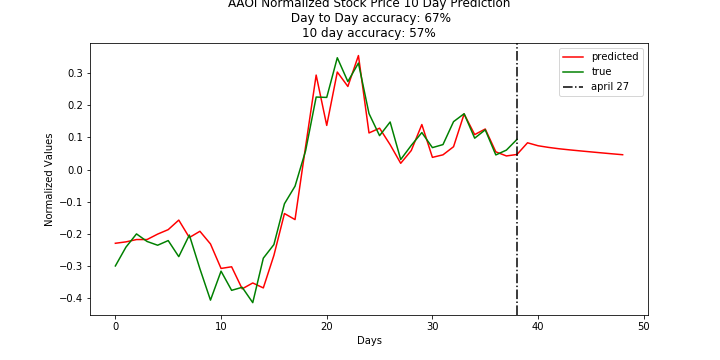 AAOI Normalized Stock Price 10 Day Prediction
Day to Day accuracy: 67%
10 day accuracy: 57%
predicted
true
april 27
Normalized Values
0.3
0.2
0.1
0.0
−0.1
−0.2
−0.3
−0.4
0 10 20 30 40 50
Days